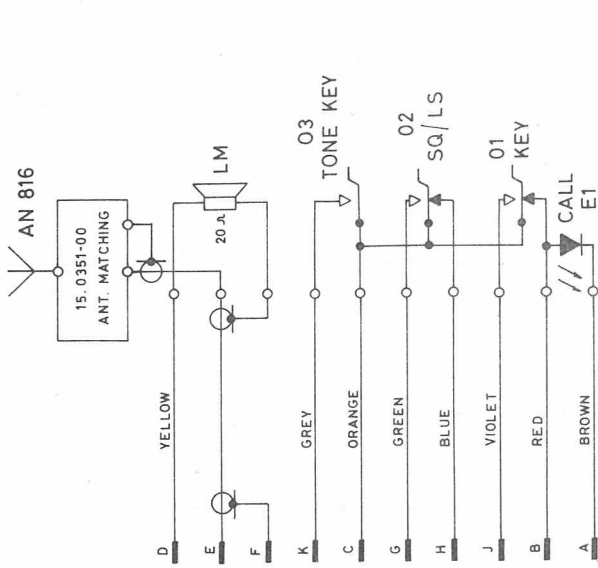 AN 816
15. 0351-00
ANT. MATCHING
LM
20 Ω
03
TONE KEY
02
SQ/LS
01
KEY
CALL
E1
YELLOW
GREY
ORANGE
GREEN
BLUE
VIOLET
RED
BROWN
D
E
F
K
C
G
H
J
B
A